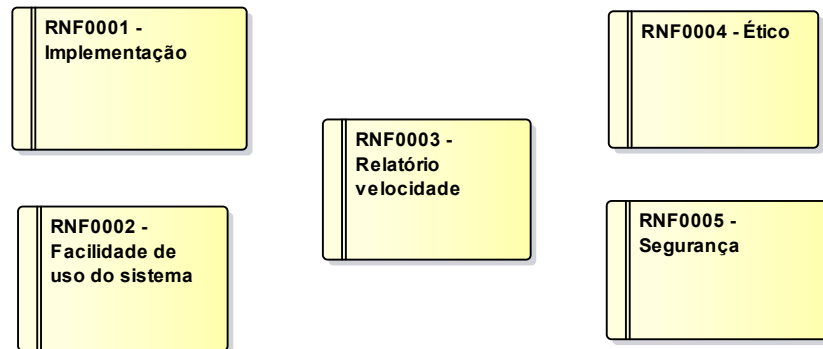 RNF0001 -
Implementação
RNF0002 -
Facilidade de
uso do sistema
RNF0003 -
Relatório
velocidade
RNF0004 - Ético
RNF0005 -
Segurança